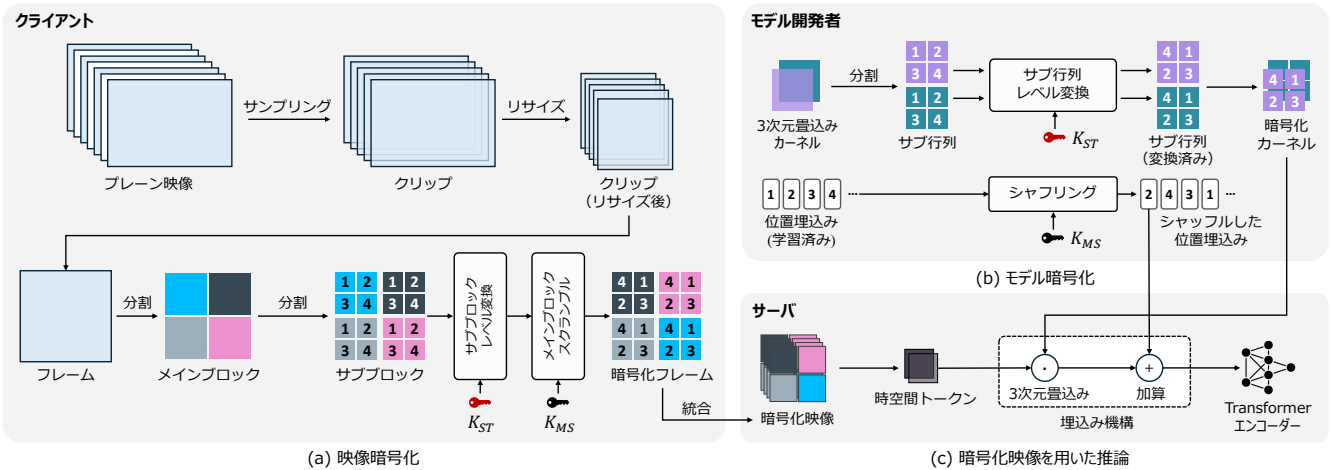 クライアント
サンプリング
リサイズ
プレーン映像
クリップ
クリップ
（リサイズ後）
フレーム
分割
メインブロック
分割
1 2 1 2
3 4 3 4
1 2 1 2
3 4 3 4
サブブロック
サブブロック
レベル変換
K_ST
メインブロック
スクランブル
K_MS
4 1 4 1
2 3 2 3
4 1 4 1
2 3 2 3
暗号化フレーム
統合
(a) 映像暗号化
モデル開発者
3次元畳込み
カーネル
分割
1 2
3 4
1 2
3 4
サブ行列
サブ行列
レベル変換
K_ST
4 1
2 3
4 1
2 3
サブ行列
（変換済み）
4 1
2 3
暗号化
カーネル
1 2 3 4 …
位置埋込み
(学習済み)
シャフリング
K_MS
2 4 3 1 …
シャッフルした
位置埋込み
(b) モデル暗号化
サーバ
暗号化映像
時空間トークン
·
3次元畳込み
+
加算
埋込み機構
Transformer
エンコーダー
(c) 暗号化映像を用いた推論